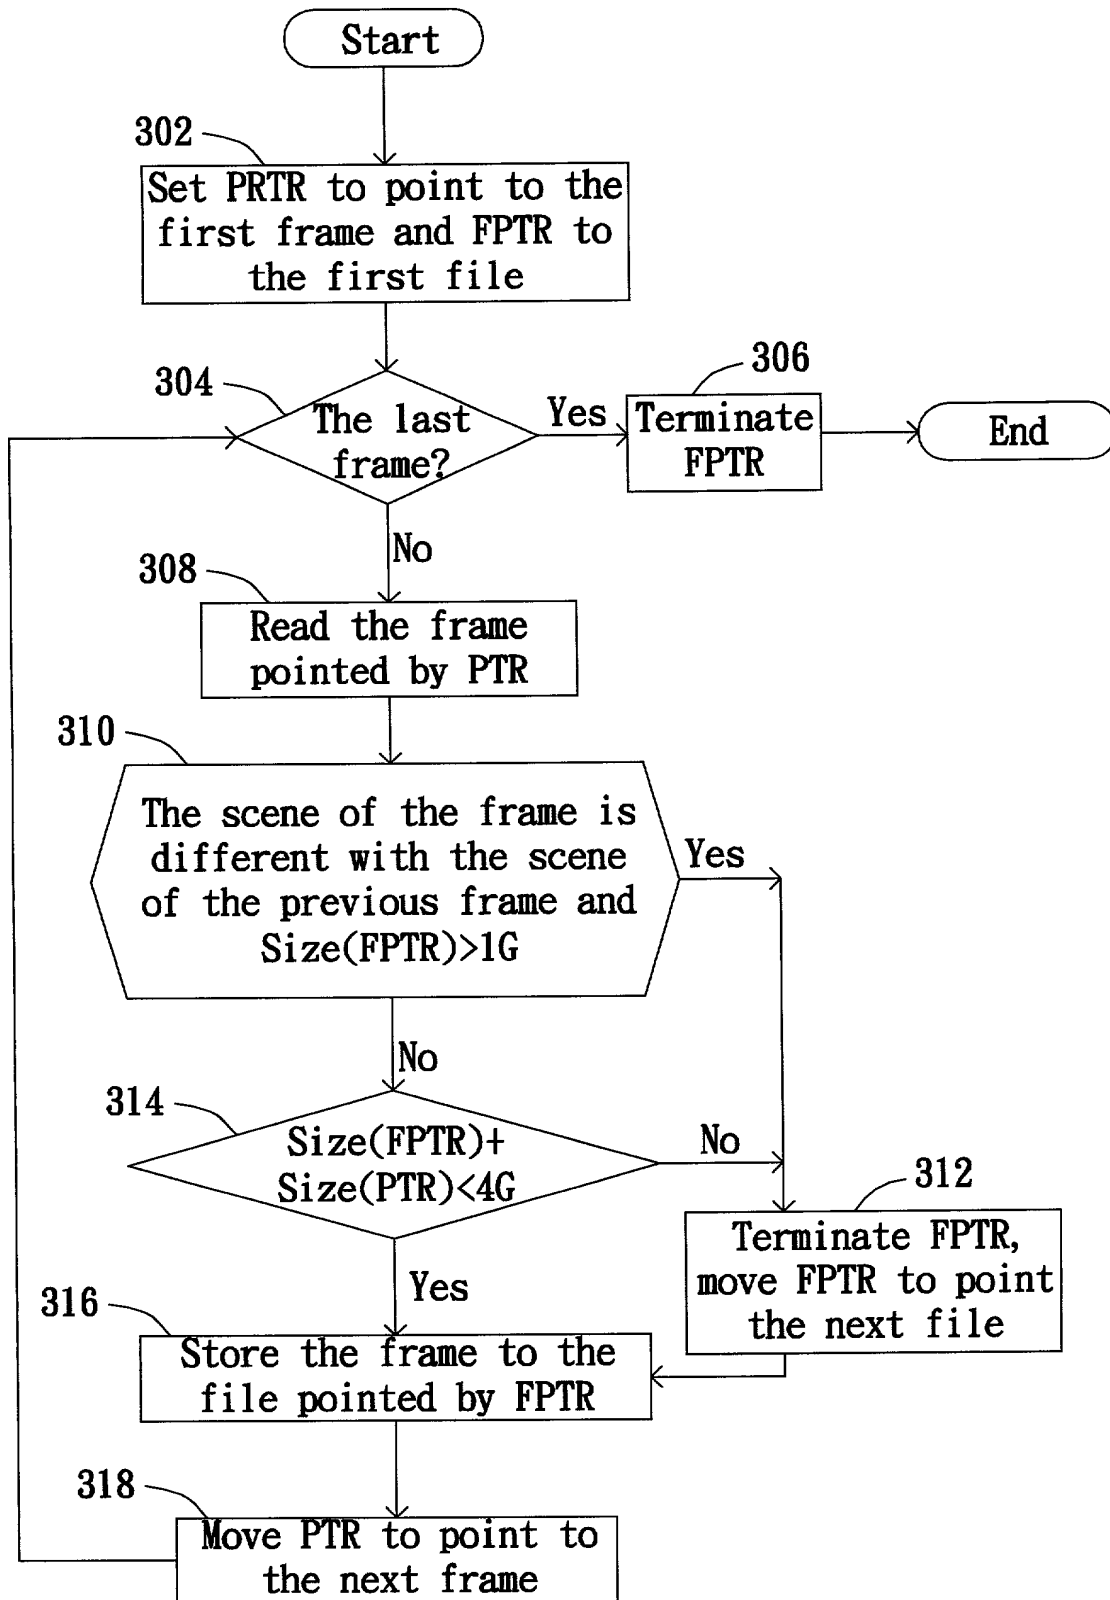 Start
302
Set PRTR to point to the
first frame and FPTR to
the first file
304
The last
frame?
Yes
306
Terminate
FPTR
End
No
308
Read the frame
pointed by PTR
310
The scene of the frame is
different with the scene
of the previous frame and
Size(FPTR)>1G
Yes
No
314
Size(FPTR)+
Size(PTR)<4G
No
312
Terminate FPTR,
move FPTR to point
the next file
Yes
316
Store the frame to the
file pointed by FPTR
318
Move PTR to point to
the next frame